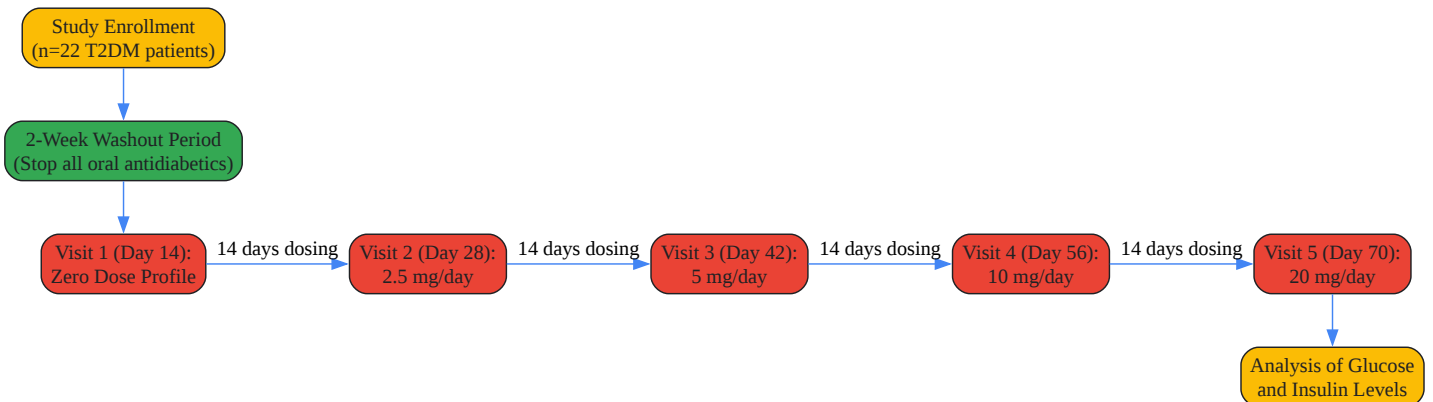 Study Enrollment
(n=22 T2DM patients)
2-Week Washout Period
(Stop all oral antidiabetics)
Visit 1 (Day 14):
Zero Dose Profile
14 days dosing
Visit 2 (Day 28):
2.5 mg/day
14 days dosing
Visit 3 (Day 42):
5 mg/day
14 days dosing
Visit 4 (Day 56):
10 mg/day
14 days dosing
Visit 5 (Day 70):
20 mg/day
Analysis of Glucose
and Insulin Levels